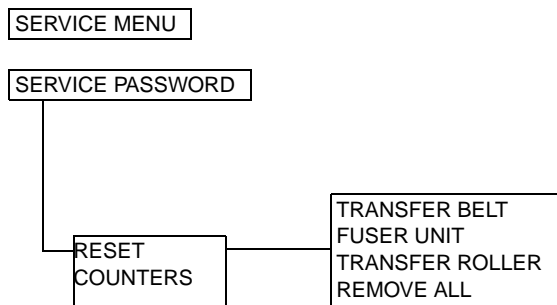 SERVICE MENU
SERVICE PASSWORD
RESET
COUNTERS
TRANSFER BELT
FUSER UNIT
TRANSFER ROLLER
REMOVE ALL